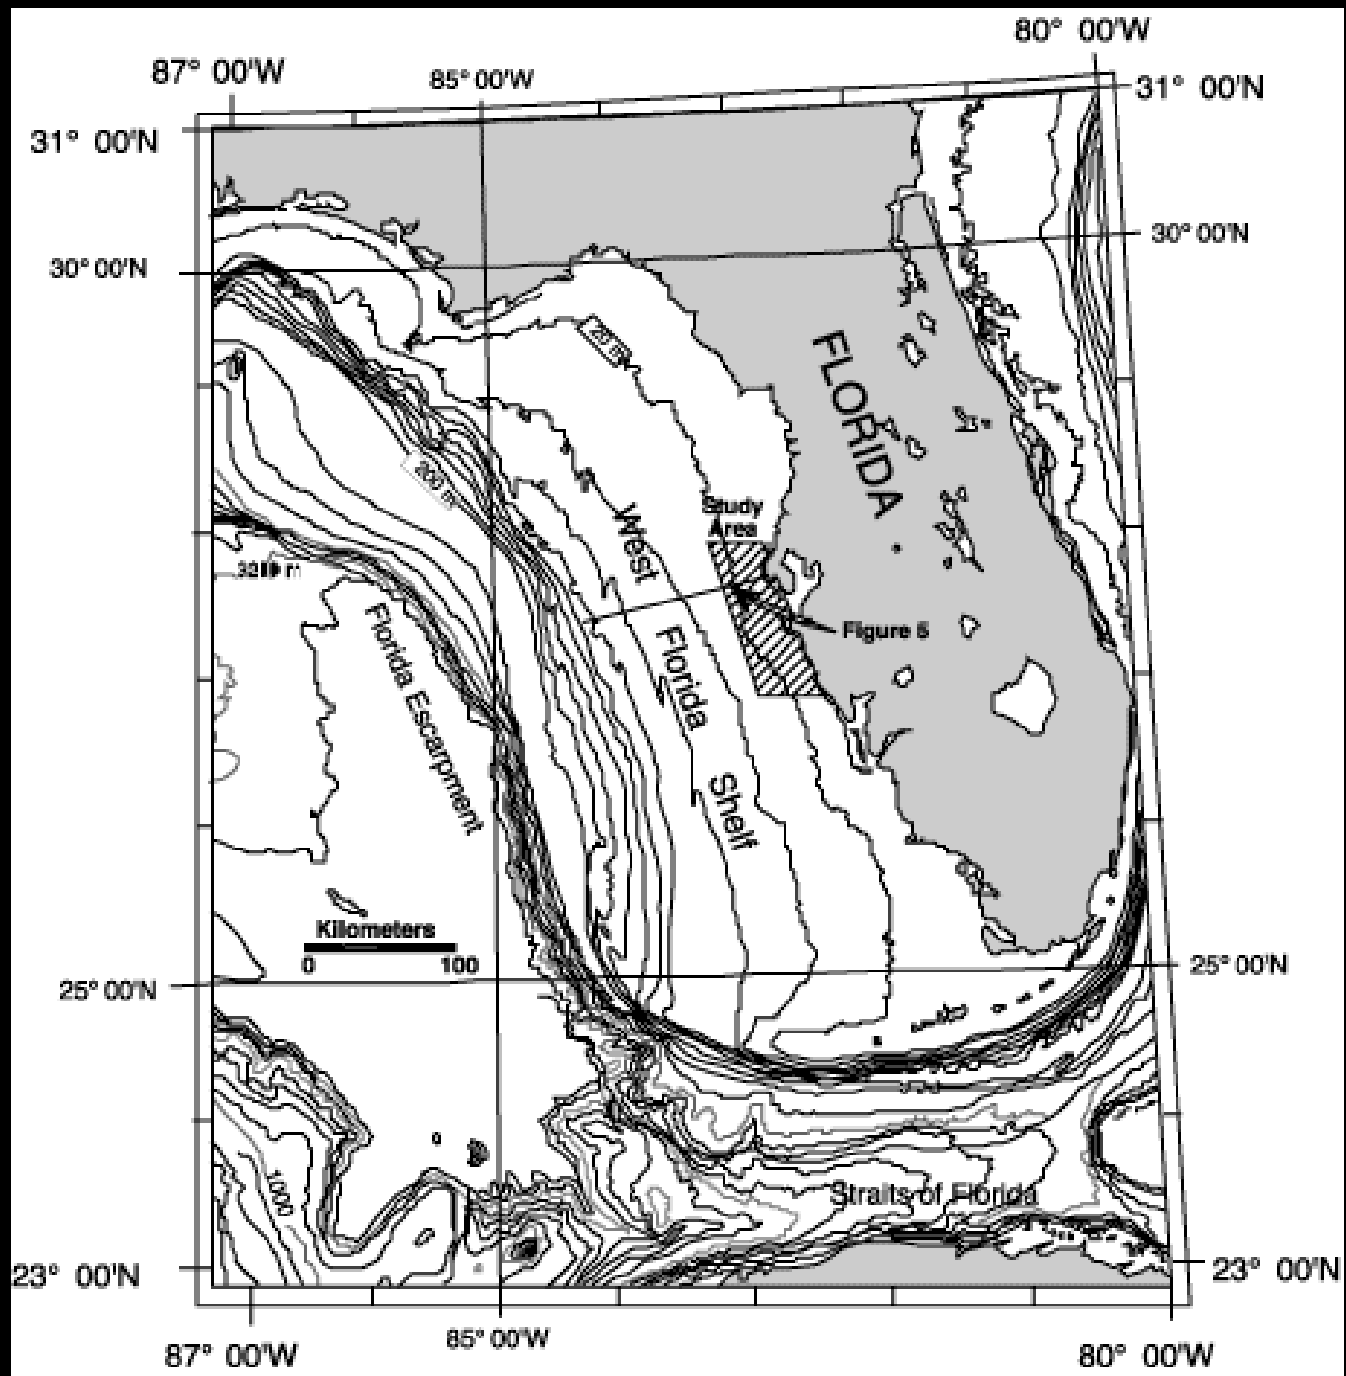 80° 00'W
87° 00'W
85° 00'W
31° 00'N
31° 00'N
30° 00'N
30° 00'N
20 m
FLORIDA
200 m
Study
Area
West
Figure 5
Florida
Florida Escarpment
Shelf
Kilometers
0 100
25° 00'N
25° 00'N
1000
Straits of Florida
23° 00'N
23° 00'N
85° 00'W
87° 00'W
80° 00'W